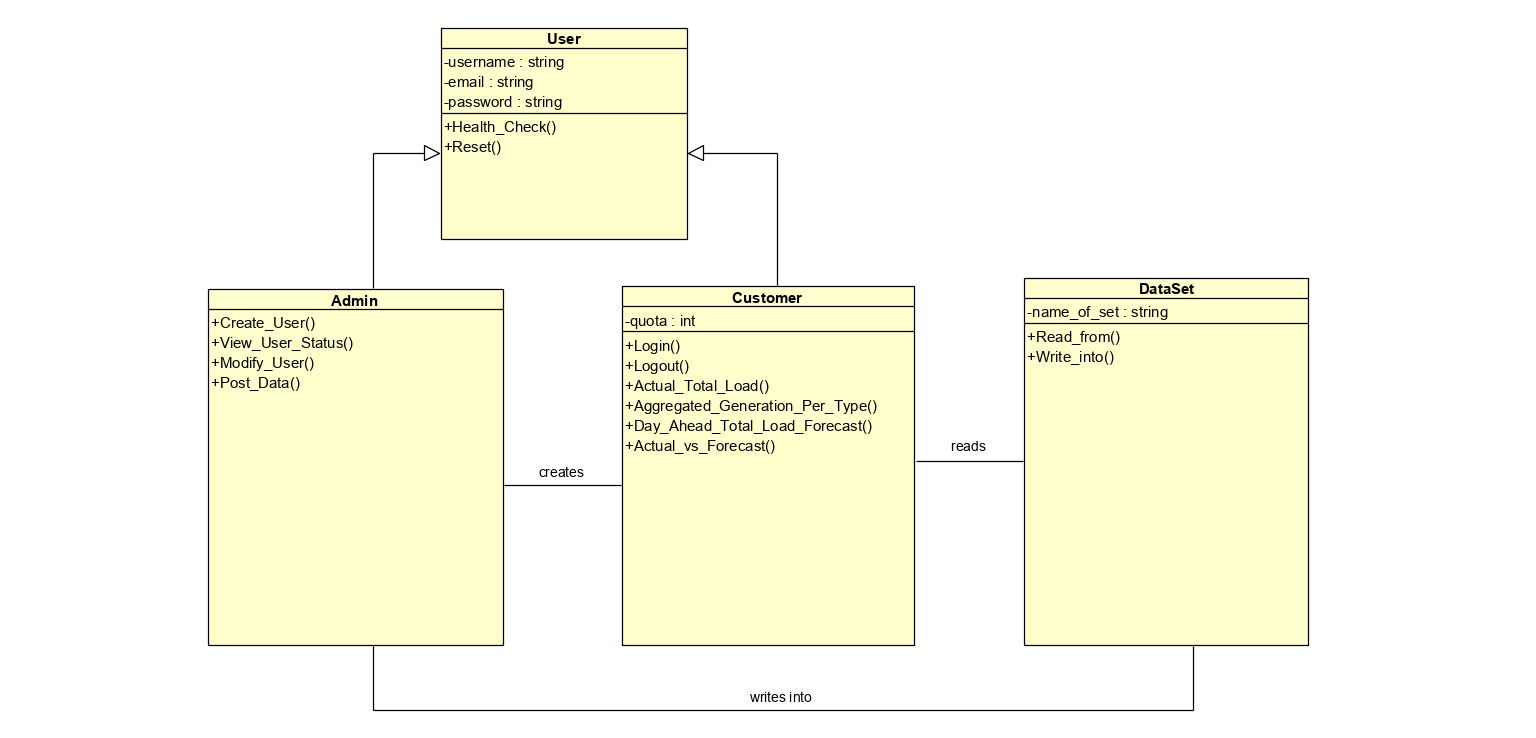 User
-username : string
-email : string
-password : string
+Health_Check()
+Reset()
Admin
+Create_User()
+View_User_Status()
+Modify_User()
+Post_Data()
creates
Customer
-quota : int
+Login()
+Logout()
+Actual_Total_Load()
+Aggregated_Generation_Per_Type()
+Day_Ahead_Total_Load_Forecast()
+Actual_vs_Forecast()
reads
DataSet
-name_of_set : string
+Read_from()
+Write_into()
writes into